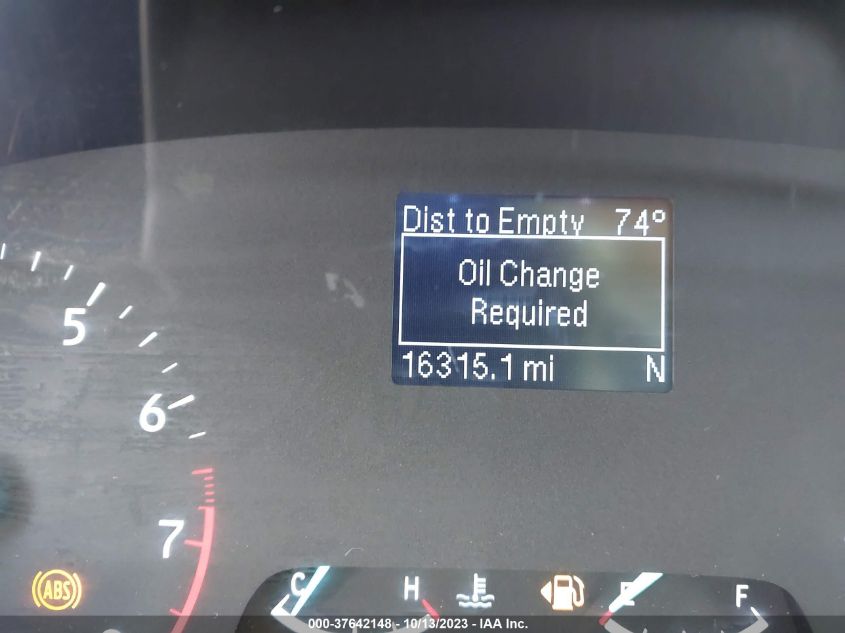 Dist to Empty 74°
Oil Change
Required
16315.1 mi N
5
6
7
ABS
C H E F
000-37642148 - 10/13/2023 - IAA Inc.